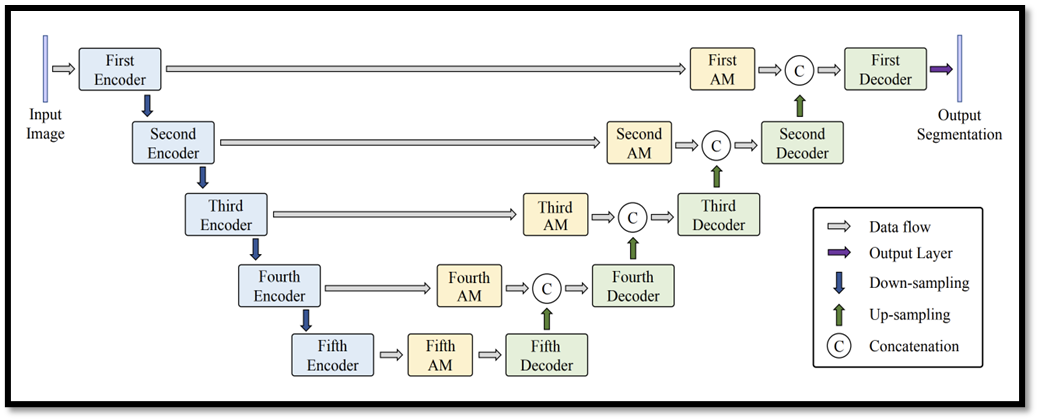 First
Encoder
First
AM
C
First
Decoder
Input
Image
Output
Segmentation
Second
Encoder
Second
AM
C
Second
Decoder
Third
Encoder
Third
AM
C
Third
Decoder
Fourth
Encoder
Fourth
AM
C
Fourth
Decoder
Fifth
Encoder
Fifth
AM
Fifth
Decoder
Data flow
Output Layer
Down-sampling
Up-sampling
C Concatenation